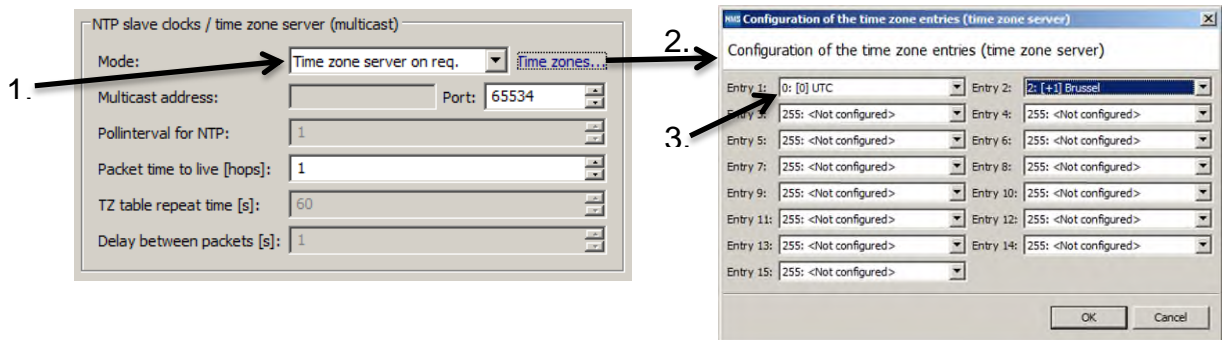 NTP slave clocks / time zone server (multicast)
1.
Mode: Time zone server on req. Time zones...
Multicast address: Port: 65534
Pollinterval for NTP: 1
Packet time to live [hops]: 1
TZ table repeat time [s]: 60
Delay between packets [s]: 1
2.
NMS Configuration of the time zone entries (time zone server)
Configuration of the time zone entries (time zone server)
3.
Entry 1: 0: [0] UTC Entry 2: 2: [+1] Brussel
Entry 3: 255: <Not configured> Entry 4: 255: <Not configured>
Entry 5: 255: <Not configured> Entry 6: 255: <Not configured>
Entry 7: 255: <Not configured> Entry 8: 255: <Not configured>
Entry 9: 255: <Not configured> Entry 10: 255: <Not configured>
Entry 11: 255: <Not configured> Entry 12: 255: <Not configured>
Entry 13: 255: <Not configured> Entry 14: 255: <Not configured>
Entry 15: 255: <Not configured>
OK Cancel